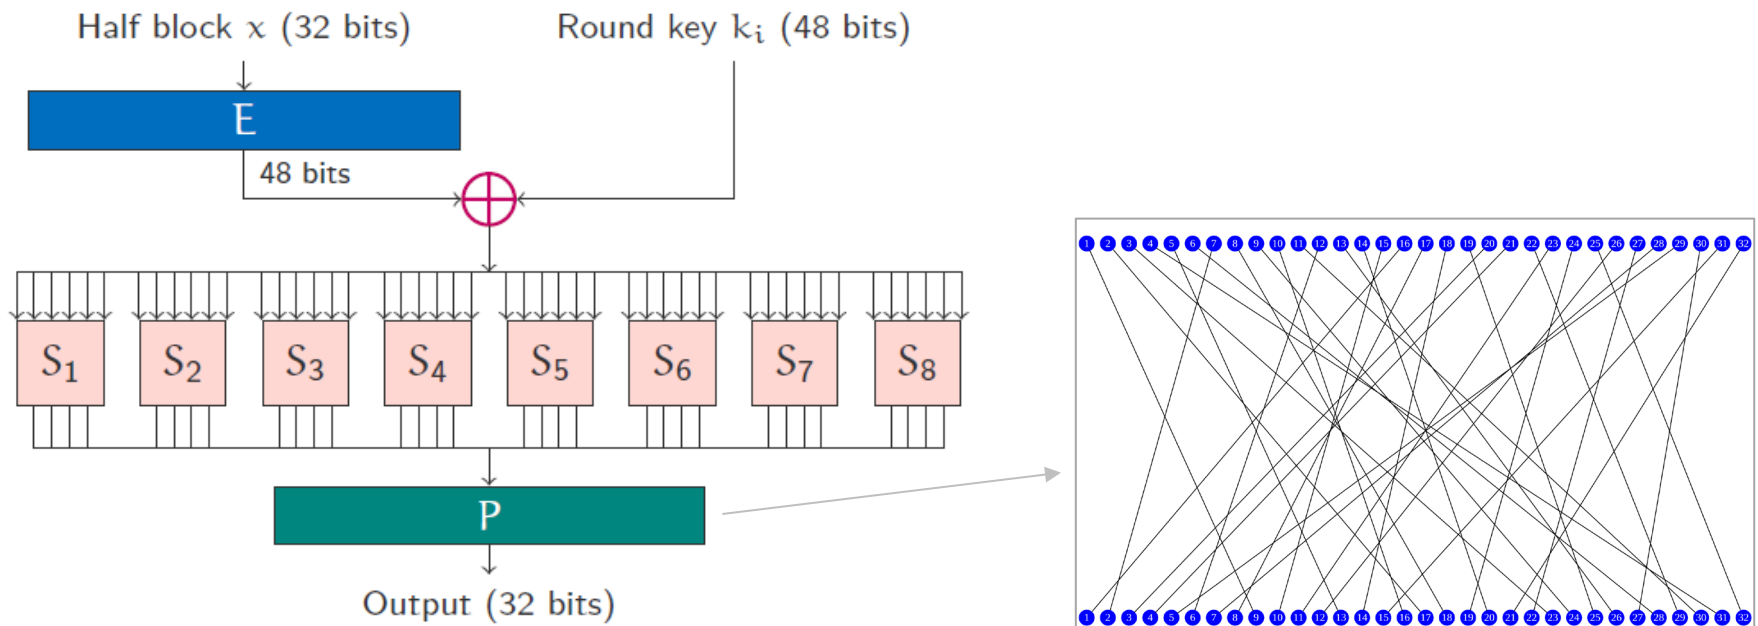 Half block x (32 bits)
Round key kᵢ (48 bits)
E
48 bits
S₁ S₂ S₃ S₄ S₅ S₆ S₇ S₈
P
Output (32 bits)
1 2 3 4 5 6 7 8 9 10 11 12 13 14 15 16 17 18 19 20 21 22 23 24 25 26 27 28 29 30 31 32
1 2 3 4 5 6 7 8 9 10 11 12 13 14 15 16 17 18 19 20 21 22 23 24 25 26 27 28 29 30 31 32